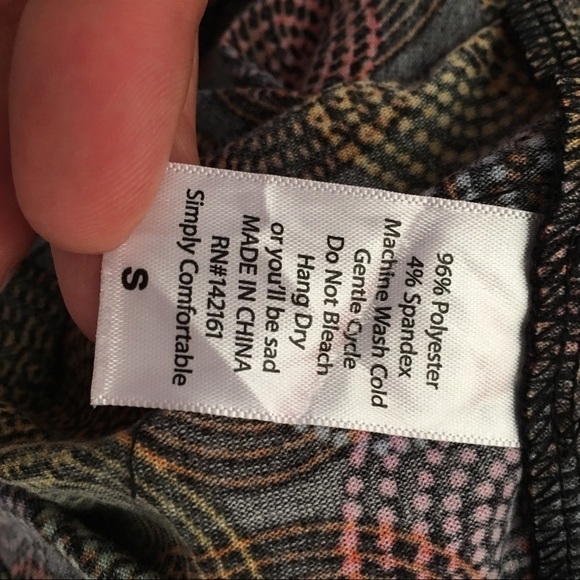 96% Polyester
4% Spandex
Machine Wash Cold
Gentle Cycle
Do Not Bleach
Hang Dry
or you'll be sad
MADE IN CHINA
RN#142161
Simply Comfortable
S